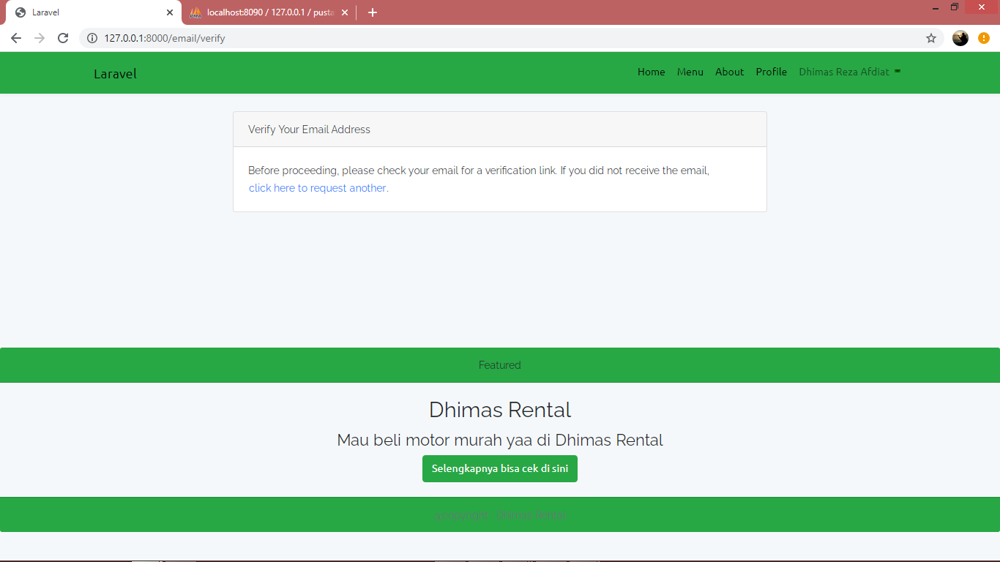 Laravel
localhost:8090 / 127.0.0.1 / pusta
127.0.0.1:8000/email/verify
Laravel
Home Menu About Profile Dhimas Reza Afdiat
Verify Your Email Address
Before proceeding, please check your email for a verification link. If you did not receive the email,
click here to request another.
Featured
Dhimas Rental
Mau beli motor murah yaa di Dhimas Rental
Selengkapnya bisa cek di sini
Dhimas Rental